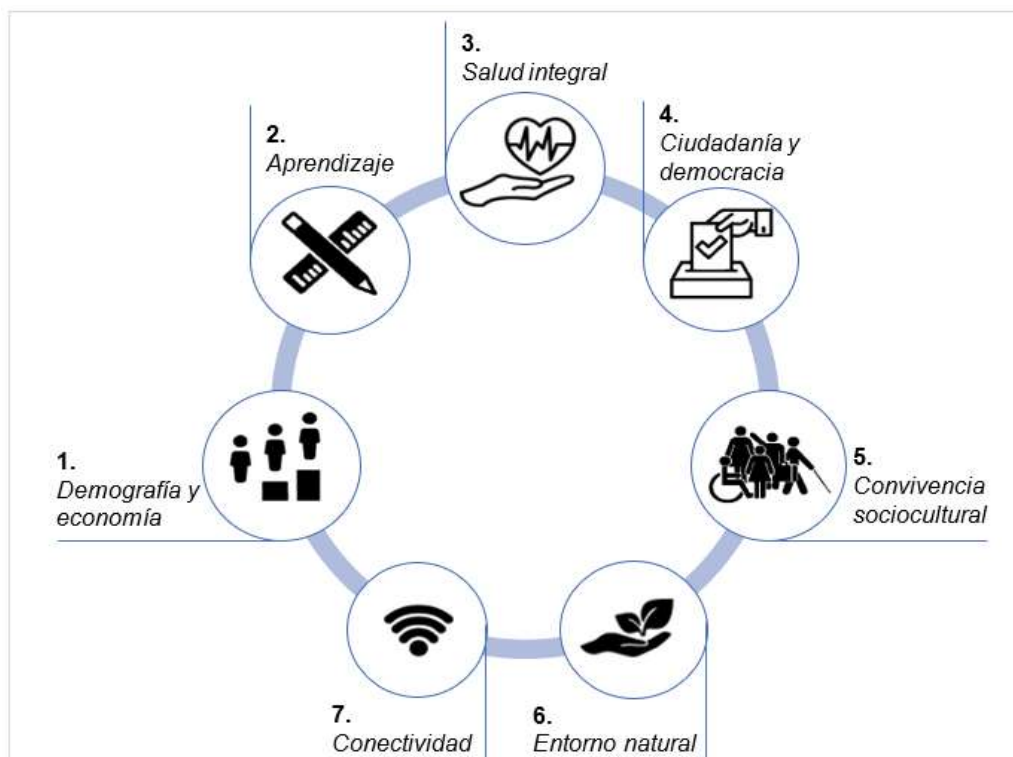 1.
Demografía y
economía
2.
Aprendizaje
3.
Salud integral
4.
Ciudadanía y
democracia
5.
Convivencia
sociocultural
6.
Entorno natural
7.
Conectividad